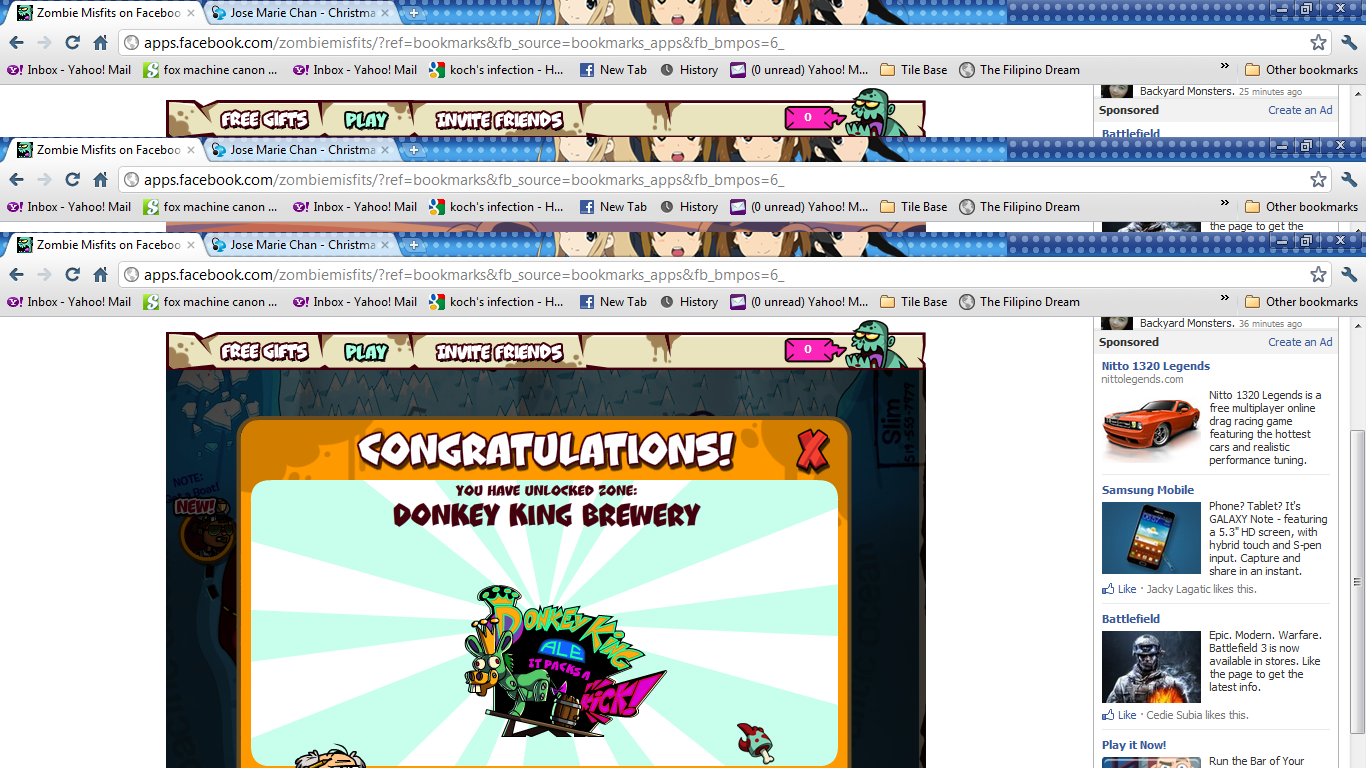 Zombie Misfits on Faceboo
Jose Marie Chan - Christma
apps.facebook.com/zombiemisfits/?ref=bookmarks&fb_source=bookmarks_apps&fb_bmpos=6_
Inbox - Yahoo! Mail fox machine canon ... Inbox - Yahoo! Mail koch's infection - H... New Tab History (0 unread) Yahoo! M... Tile Base The Filipino Dream » Other bookmarks
Backyard Monsters. 25 minutes ago
FREE GIFTS PLAY INVITE FRIENDS 0
Sponsored Create an Ad
Battlefield
Zombie Misfits on Faceboo
Jose Marie Chan - Christma
apps.facebook.com/zombiemisfits/?ref=bookmarks&fb_source=bookmarks_apps&fb_bmpos=6_
Inbox - Yahoo! Mail fox machine canon ... Inbox - Yahoo! Mail koch's infection - H... New Tab History (0 unread) Yahoo! M... Tile Base The Filipino Dream » Other bookmarks
the page to get the
Zombie Misfits on Faceboo
Jose Marie Chan - Christma
apps.facebook.com/zombiemisfits/?ref=bookmarks&fb_source=bookmarks_apps&fb_bmpos=6_
Inbox - Yahoo! Mail fox machine canon ... Inbox - Yahoo! Mail koch's infection - H... New Tab History (0 unread) Yahoo! M... Tile Base The Filipino Dream » Other bookmarks
Backyard Monsters. 36 minutes ago
FREE GIFTS PLAY INVITE FRIENDS 0
Sponsored Create an Ad
Slim
519-555-7979
NOTE:
a Boat!
NEW!
CONGRATULATIONS!
X
YOU HAVE UNLOCKED ZONE:
DONKEY KING BREWERY
DONKEY KING
ALE
IT PACKS A
KICK!
Nitto 1320 Legends
nittolegends.com
Nitto 1320 Legends is a
free multiplayer online
drag racing game
featuring the hottest
cars and realistic
performance tuning.
Samsung Mobile
Phone? Tablet? It's
GALAXY Note - featuring
a 5.3" HD screen, with
hybrid touch and S-pen
input. Capture and
share in an instant.
Like · Jacky Lagatic likes this.
Battlefield
Epic. Modern. Warfare.
Battlefield 3 is now
available in stores. Like
the page to get the
latest info.
Like · Cedie Subia likes this.
Play it Now!
Run the Bar of Your